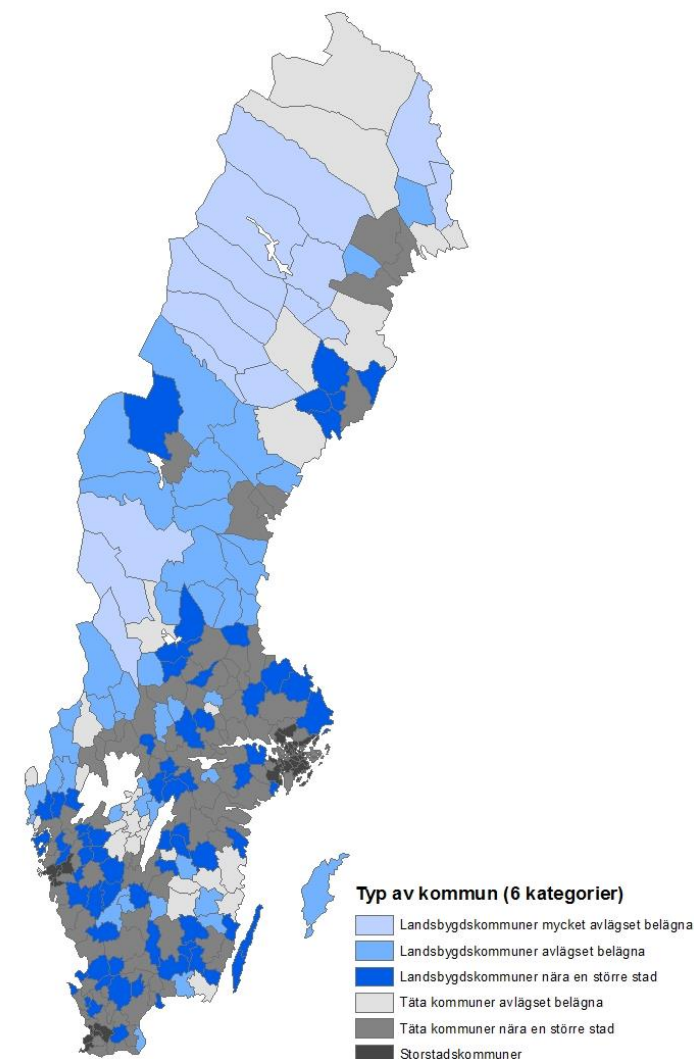 Typ av kommun (6 kategorier)
Landsbygdskommuner mycket avlägset belägna
Landsbygdskommuner avlägset belägna
Landsbygdskommuner nära en större stad
Täta kommuner avlägset belägna
Täta kommuner nära en större stad
Storstadskommuner